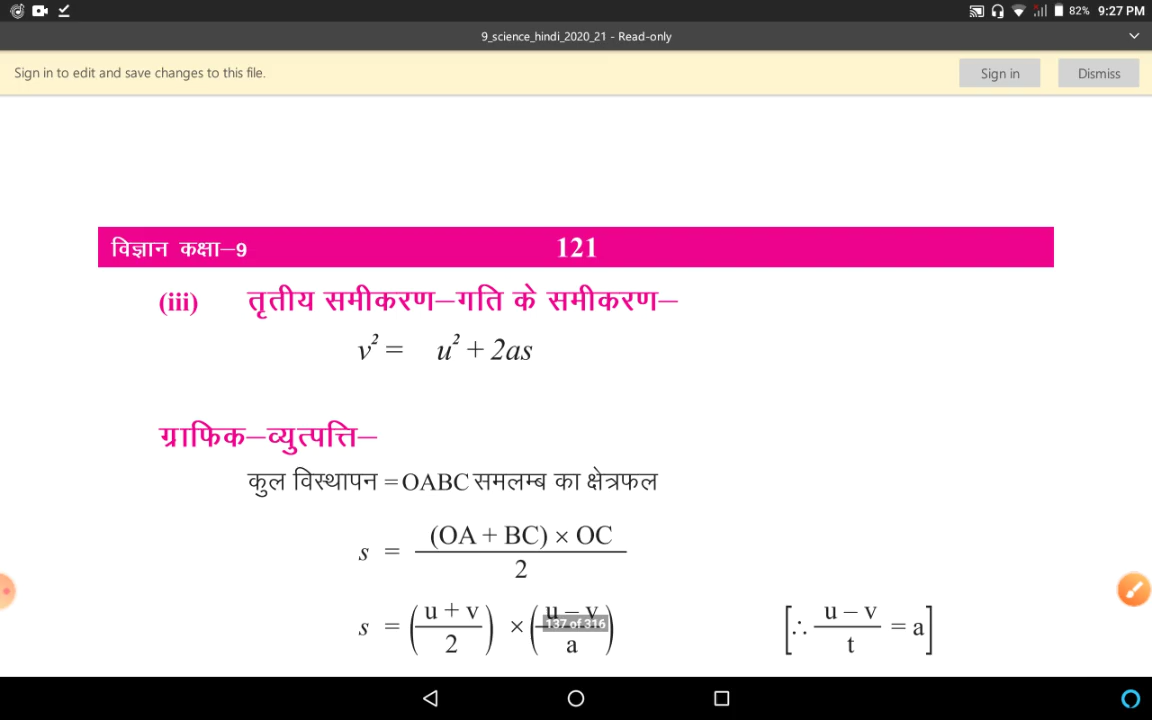 82% 9:27 PM
9_science_hindi_2020_21 - Read-only
Sign in to edit and save changes to this file.
Sign in
Dismiss
विज्ञान कक्षा–9
121
(iii) तृतीय समीकरण–गति के समीकरण–
v² = u² + 2as
ग्राफिक–व्युत्पत्ति–
कुल विस्थापन = OABC समलम्ब का क्षेत्रफल
s = (OA + BC) × OC / 2
s = (u + v / 2) × (u – v / a) [∴ u – v / t = a]
137 of 316